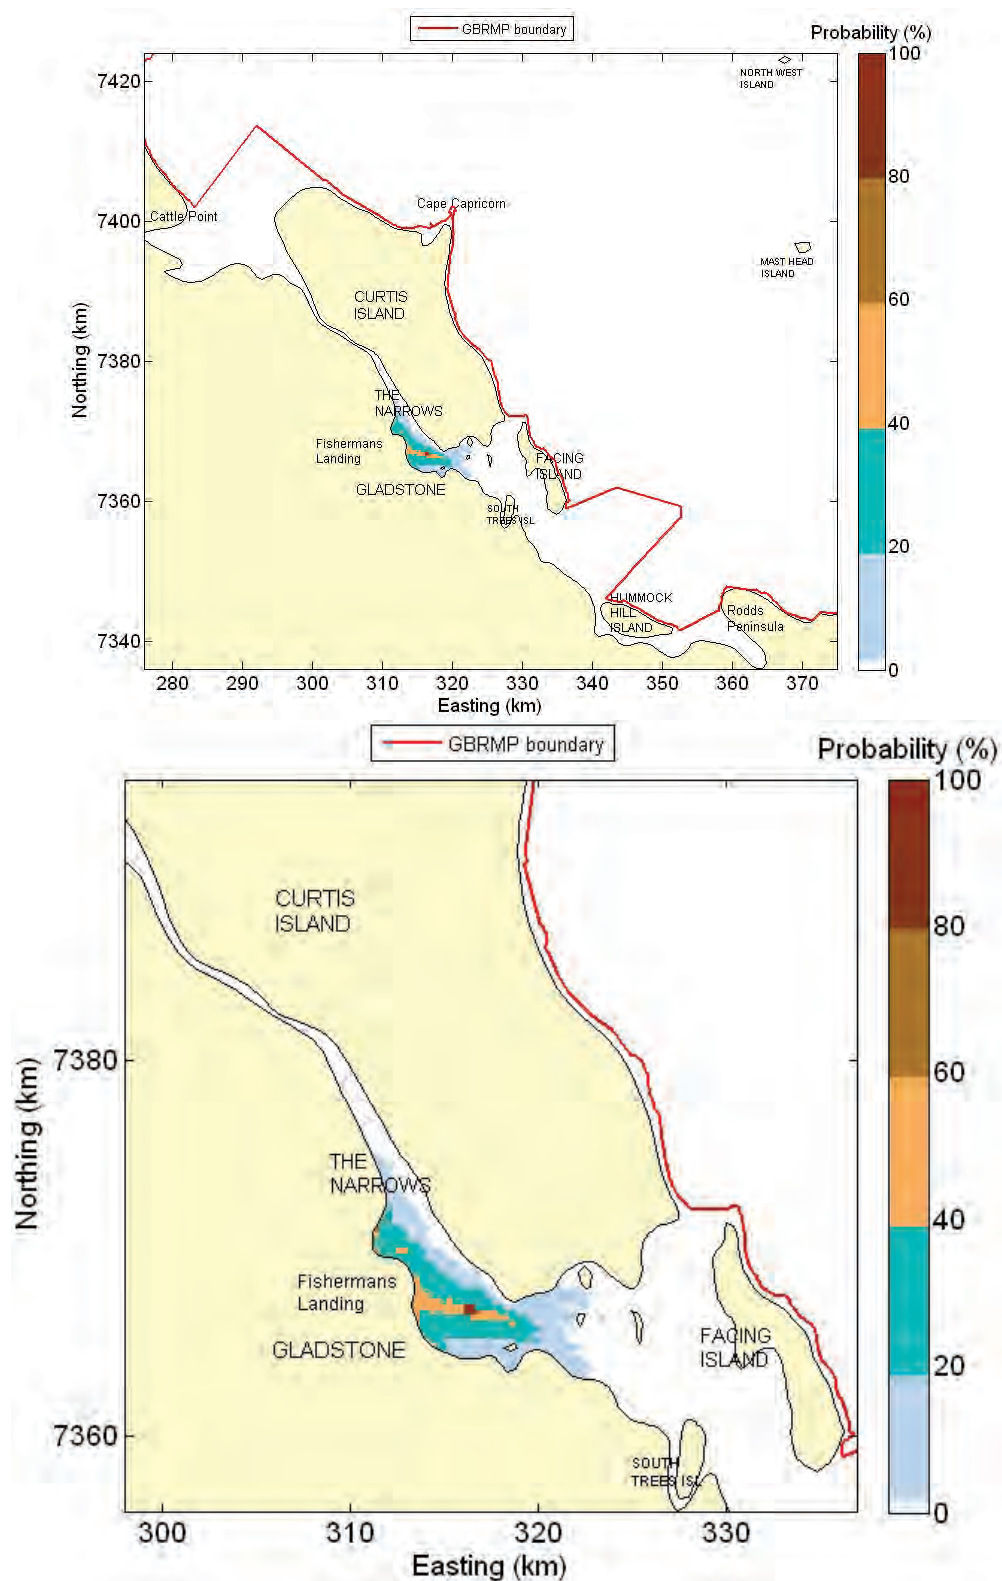 GBRMP boundary
Probability (%)
100
80
60
40
20
0
Northing (km)
7420
7400
7380
7360
7340
NORTH WEST
ISLAND
Cape Capricorn
Cattle Point
MAST HEAD
ISLAND
CURTIS
ISLAND
THE
NARROWS
Fishermans
Landing
FACING
ISLAND
GLADSTONE
SOUTH
TREES ISL
HUMMOCK
HILL
ISLAND
Rodds
Peninsula
280 290 300 310 320 330 340 350 360 370
Easting (km)
GBRMP boundary
Probability (%)
100
80
60
40
20
0
Northing (km)
7380
7360
CURTIS
ISLAND
THE
NARROWS
Fishermans
Landing
GLADSTONE
FACING
ISLAND
SOUTH
TREES ISL
300 310 320 330
Easting (km)